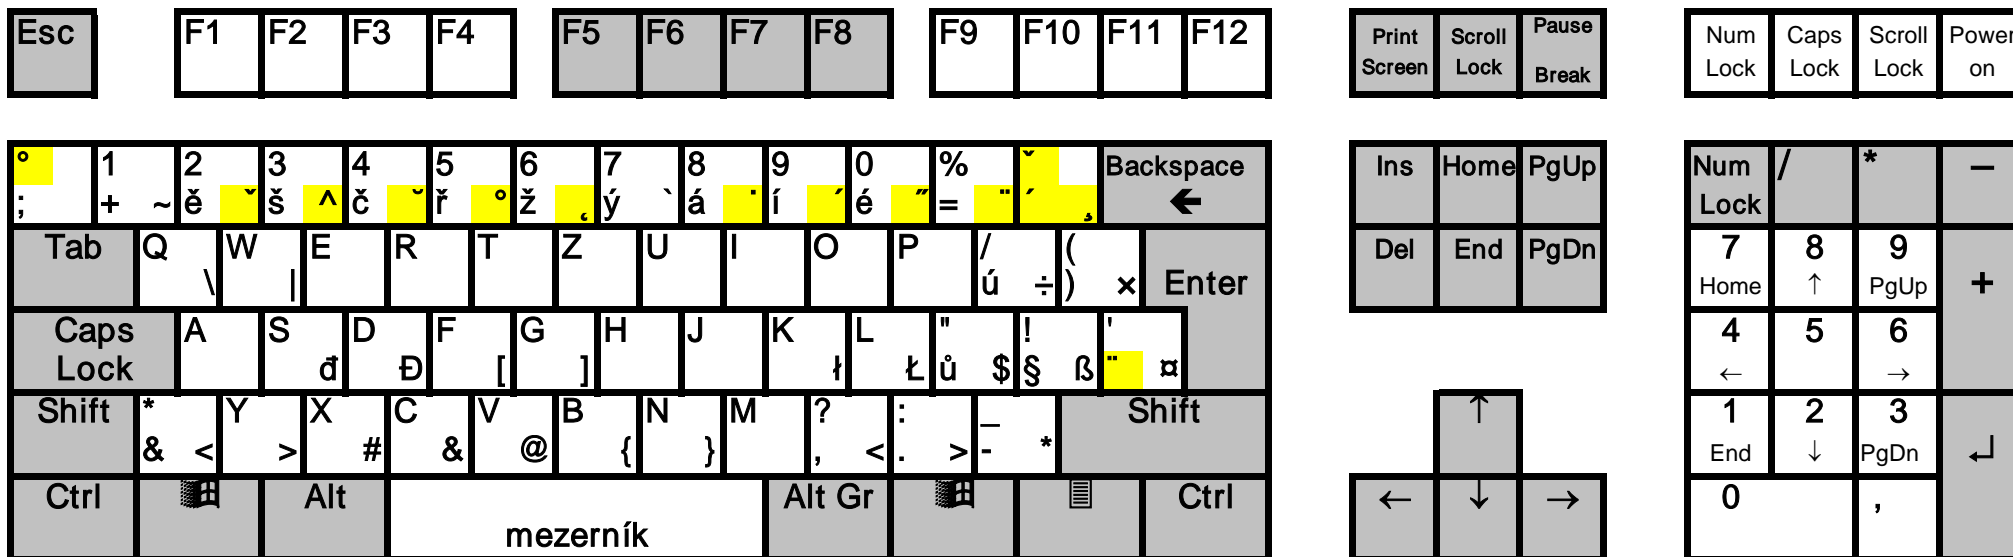 Esc F1 F2 F3 F4 F5 F6 F7 F8 F9 F10 F11 F12 Print Screen Scroll Lock Pause Break Num Lock Caps Lock Scroll Lock Power on
° 1 2 3 4 5 6 7 8 9 0 % ˇ Backspace Ins Home PgUp Num Lock / * −
; + ~ ě ˇ š ^ č ˘ ř ° ž ˛ ý ` á ˙ í ´ é ˝ = ¨ ´ ¸ ←
Tab Q W E R T Z U I O P / ( Enter Del End PgDn 7 8 9 +
\ | ú ÷ ) × Home ↑ PgUp
Caps Lock A S D F G H J K L " ! ' 4 5 6
đ Đ [ ] ł Ł ů $ § ß ¨ ¤ ← →
Shift * Y X C V B N M ? : _ Shift ↑ 1 2 3 ↵
& < > # & @ { } , < . > - * End ↓ PgDn
Ctrl Alt mezerník Alt Gr Ctrl ← ↓ → 0 ,